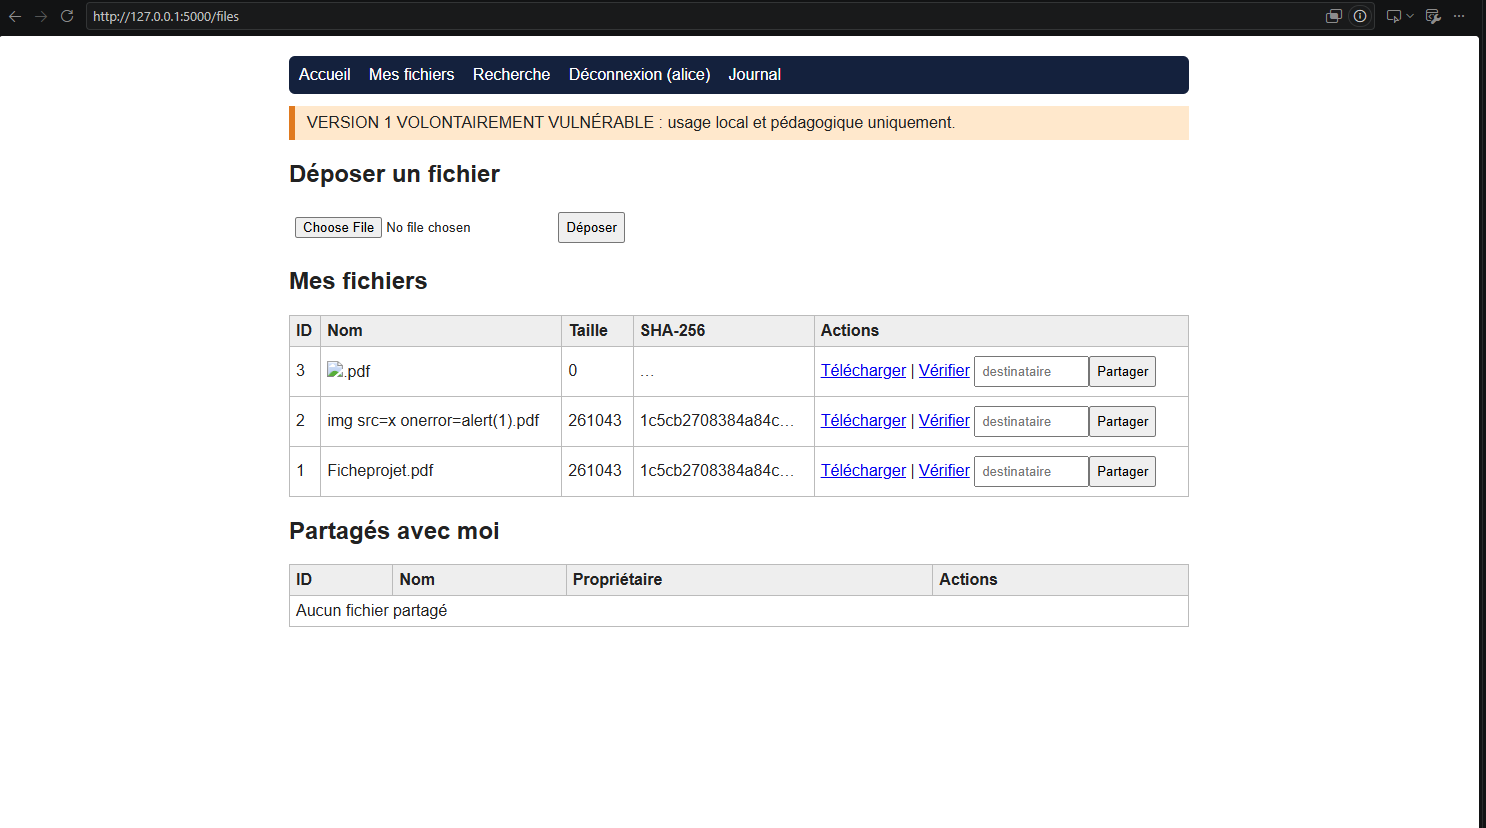 http://127.0.0.1:5000/files
Accueil Mes fichiers Recherche Déconnexion (alice) Journal
VERSION 1 VOLONTAIREMENT VULNÉRABLE : usage local et pédagogique uniquement.
Déposer un fichier
Choose File No file chosen Déposer
Mes fichiers
ID Nom Taille SHA-256 Actions
3 .pdf 0 … Télécharger | Vérifier destinataire Partager
2 img src=x onerror=alert(1).pdf 261043 1c5cb2708384a84c… Télécharger | Vérifier destinataire Partager
1 Ficheprojet.pdf 261043 1c5cb2708384a84c… Télécharger | Vérifier destinataire Partager
Partagés avec moi
ID Nom Propriétaire Actions
Aucun fichier partagé